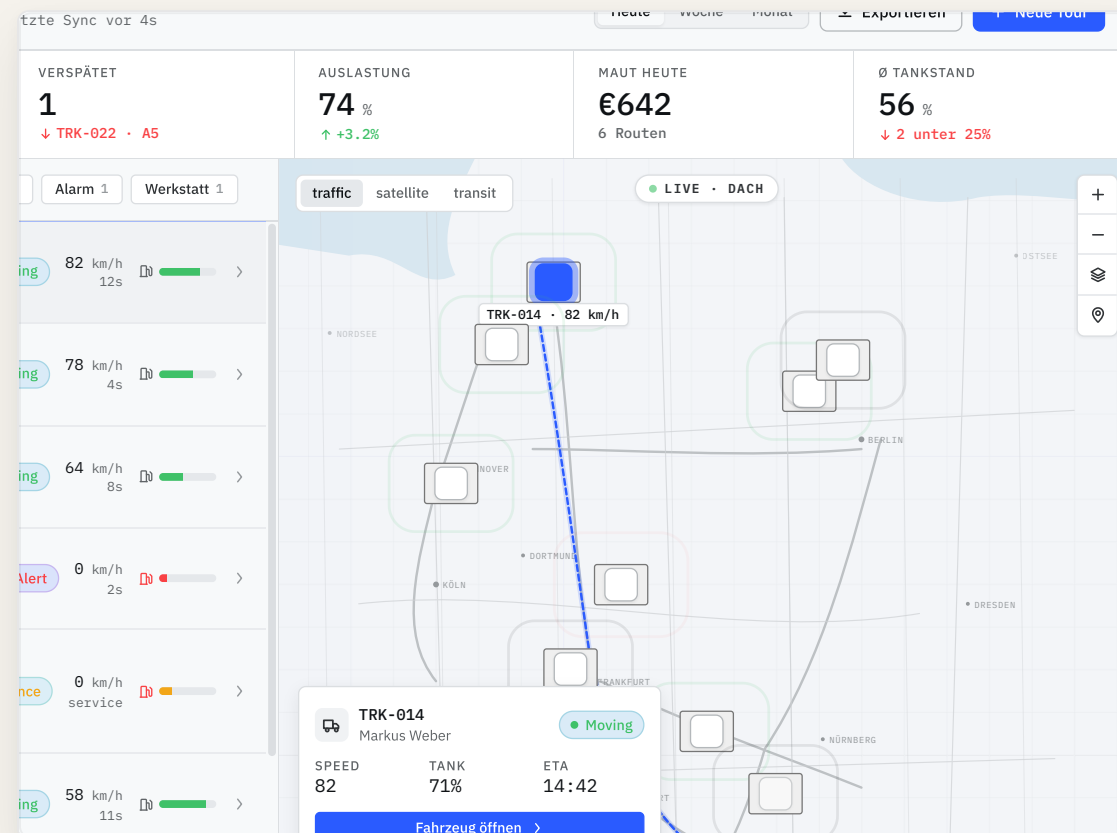 tzte Sync vor 4s
Heute Woche Monat
Exportieren
+ Neue Tour
VERSPÄTET
1
↓ TRK-022 · A5
AUSLASTUNG
74 %
↑ +3.2%
MAUT HEUTE
€642
6 Routen
Ø TANKSTAND
56 %
↓ 2 unter 25%
Alarm 1
Werkstatt 1
ing
82 km/h
12s
ing
78 km/h
4s
ing
64 km/h
8s
Alert
0 km/h
2s
nce
0 km/h
service
ing
58 km/h
11s
traffic satellite transit
LIVE · DACH
+
−
OSTSEE
NORDSEE
TRK-014 · 82 km/h
BERLIN
NOVER
DORTMUND
KÖLN
DRESDEN
FRANKFURT
NÜRNBERG
RT
TRK-014
Markus Weber
Moving
SPEED TANK ETA
82 71% 14:42
Fahrzeug öffnen